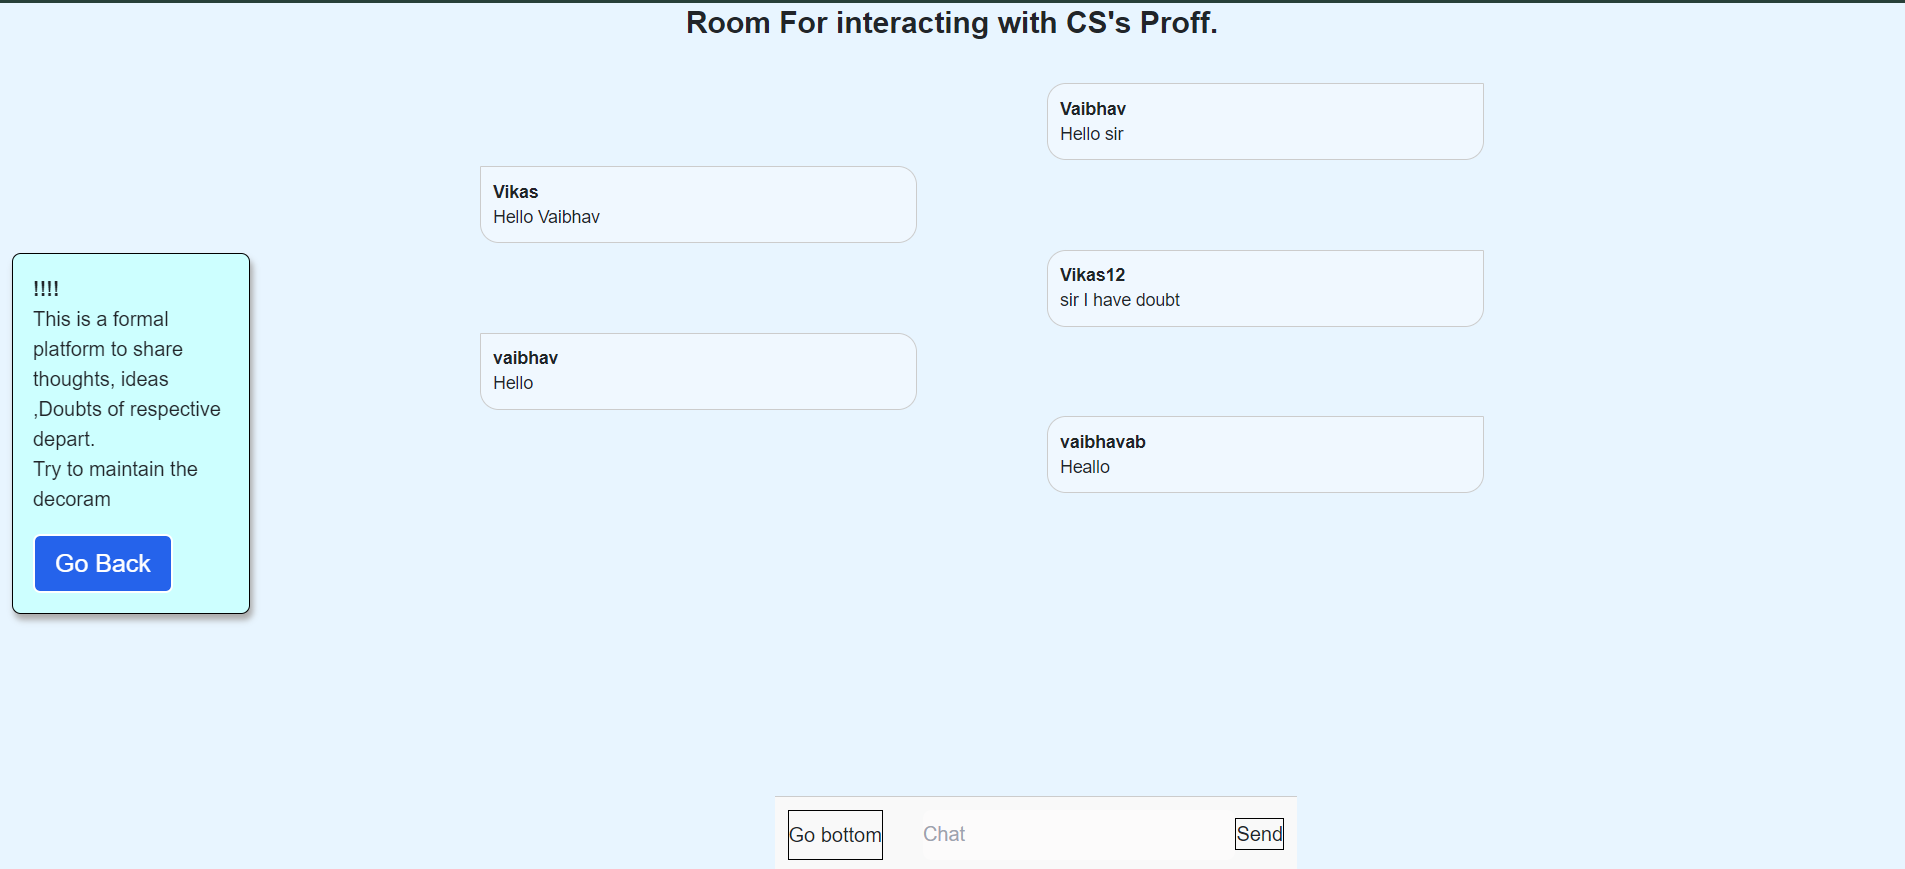 Room For interacting with CS's Proff.
Vaibhav
Hello sir
Vikas
Hello Vaibhav
Vikas12
sir I have doubt
vaibhav
Hello
vaibhavab
Heallo
!!!!
This is a formal
platform to share
thoughts, ideas
,Doubts of respective
depart.
Try to maintain the
decoram
Go Back
Go bottom
Chat
Send